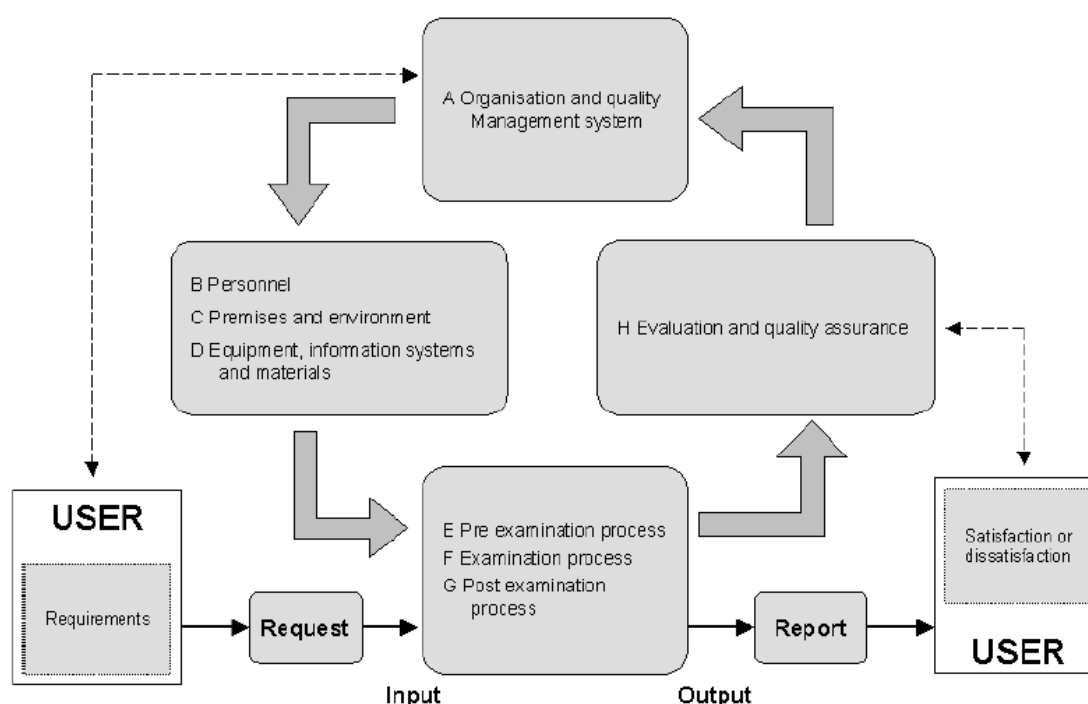 A Organisation and quality
Management system
B Personnel
C Premises and environment
D Equipment, information systems
and materials
H Evaluation and quality assurance
USER
Requirements
Request
Input
E Pre examination process
F Examination process
G Post examination
process
Output
Report
Satisfaction or
dissatisfaction
USER